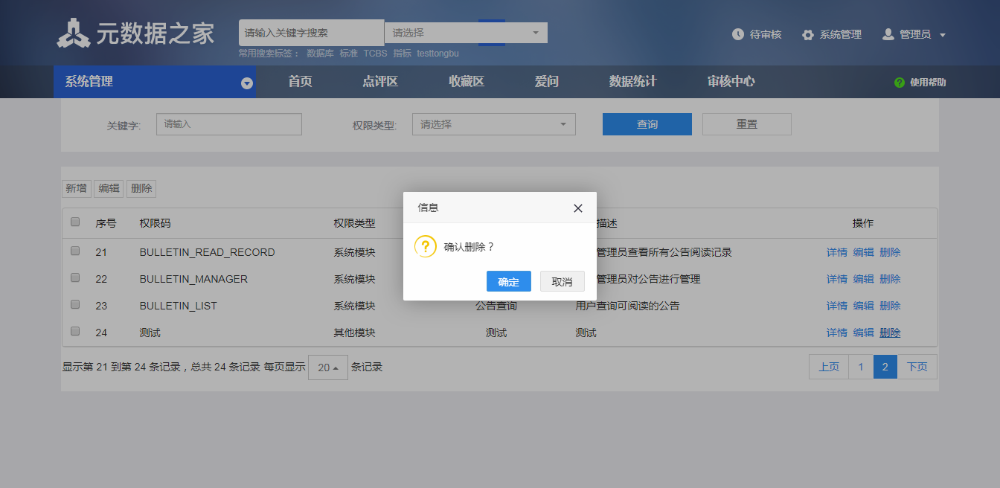 元数据之家
请输入关键字搜索 请选择
待审核 系统管理 管理员
常用搜索标签： 数据库 标准 TCBS 指标 testtongbu
系统管理 首页 点评区 收藏区 爱问 数据统计 审核中心 使用帮助
关键字: 请输入 权限类型: 请选择 查询 重置
新增 编辑 删除
信息
确认删除？
确定 取消
序号 权限码 权限类型 描述 操作
21 BULLETIN_READ_RECORD 系统模块 管理员查看所有公告阅读记录 详情 编辑 删除
22 BULLETIN_MANAGER 系统模块 管理员对公告进行管理 详情 编辑 删除
23 BULLETIN_LIST 系统模块 公告查询 用户查询可阅读的公告 详情 编辑 删除
24 测试 其他模块 测试 测试 详情 编辑 删除
显示第 21 到第 24 条记录，总共 24 条记录 每页显示 20 条记录 上页 1 2 下页